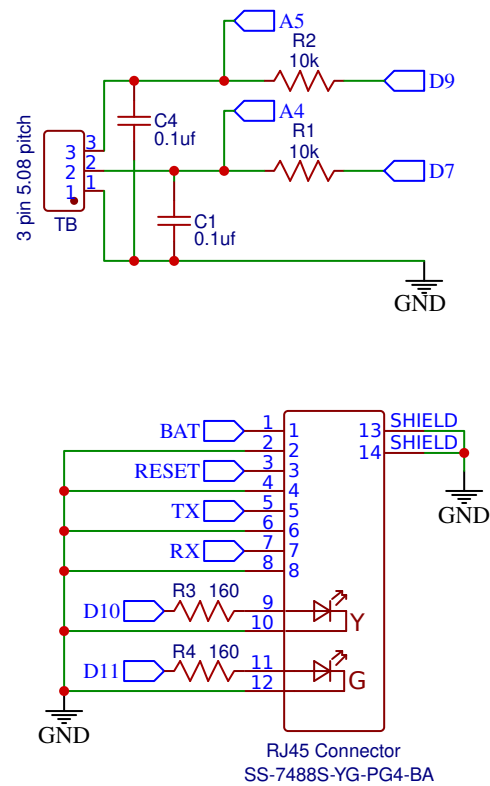 A5
R2
10k
D9
C4
0.1uf
A4
R1
10k
D7
3 pin 5.08 pitch
3
2
1
3
2
1
TB
C1
0.1uf
GND
BAT
1
1
13
SHIELD
2
2
14
SHIELD
RESET
3
3
4
4
TX
5
5
GND
6
6
RX
7
7
8
8
D10
R3 160
9
10
Y
D11
R4 160
11
12
G
GND
RJ45 Connector
SS-7488S-YG-PG4-BA